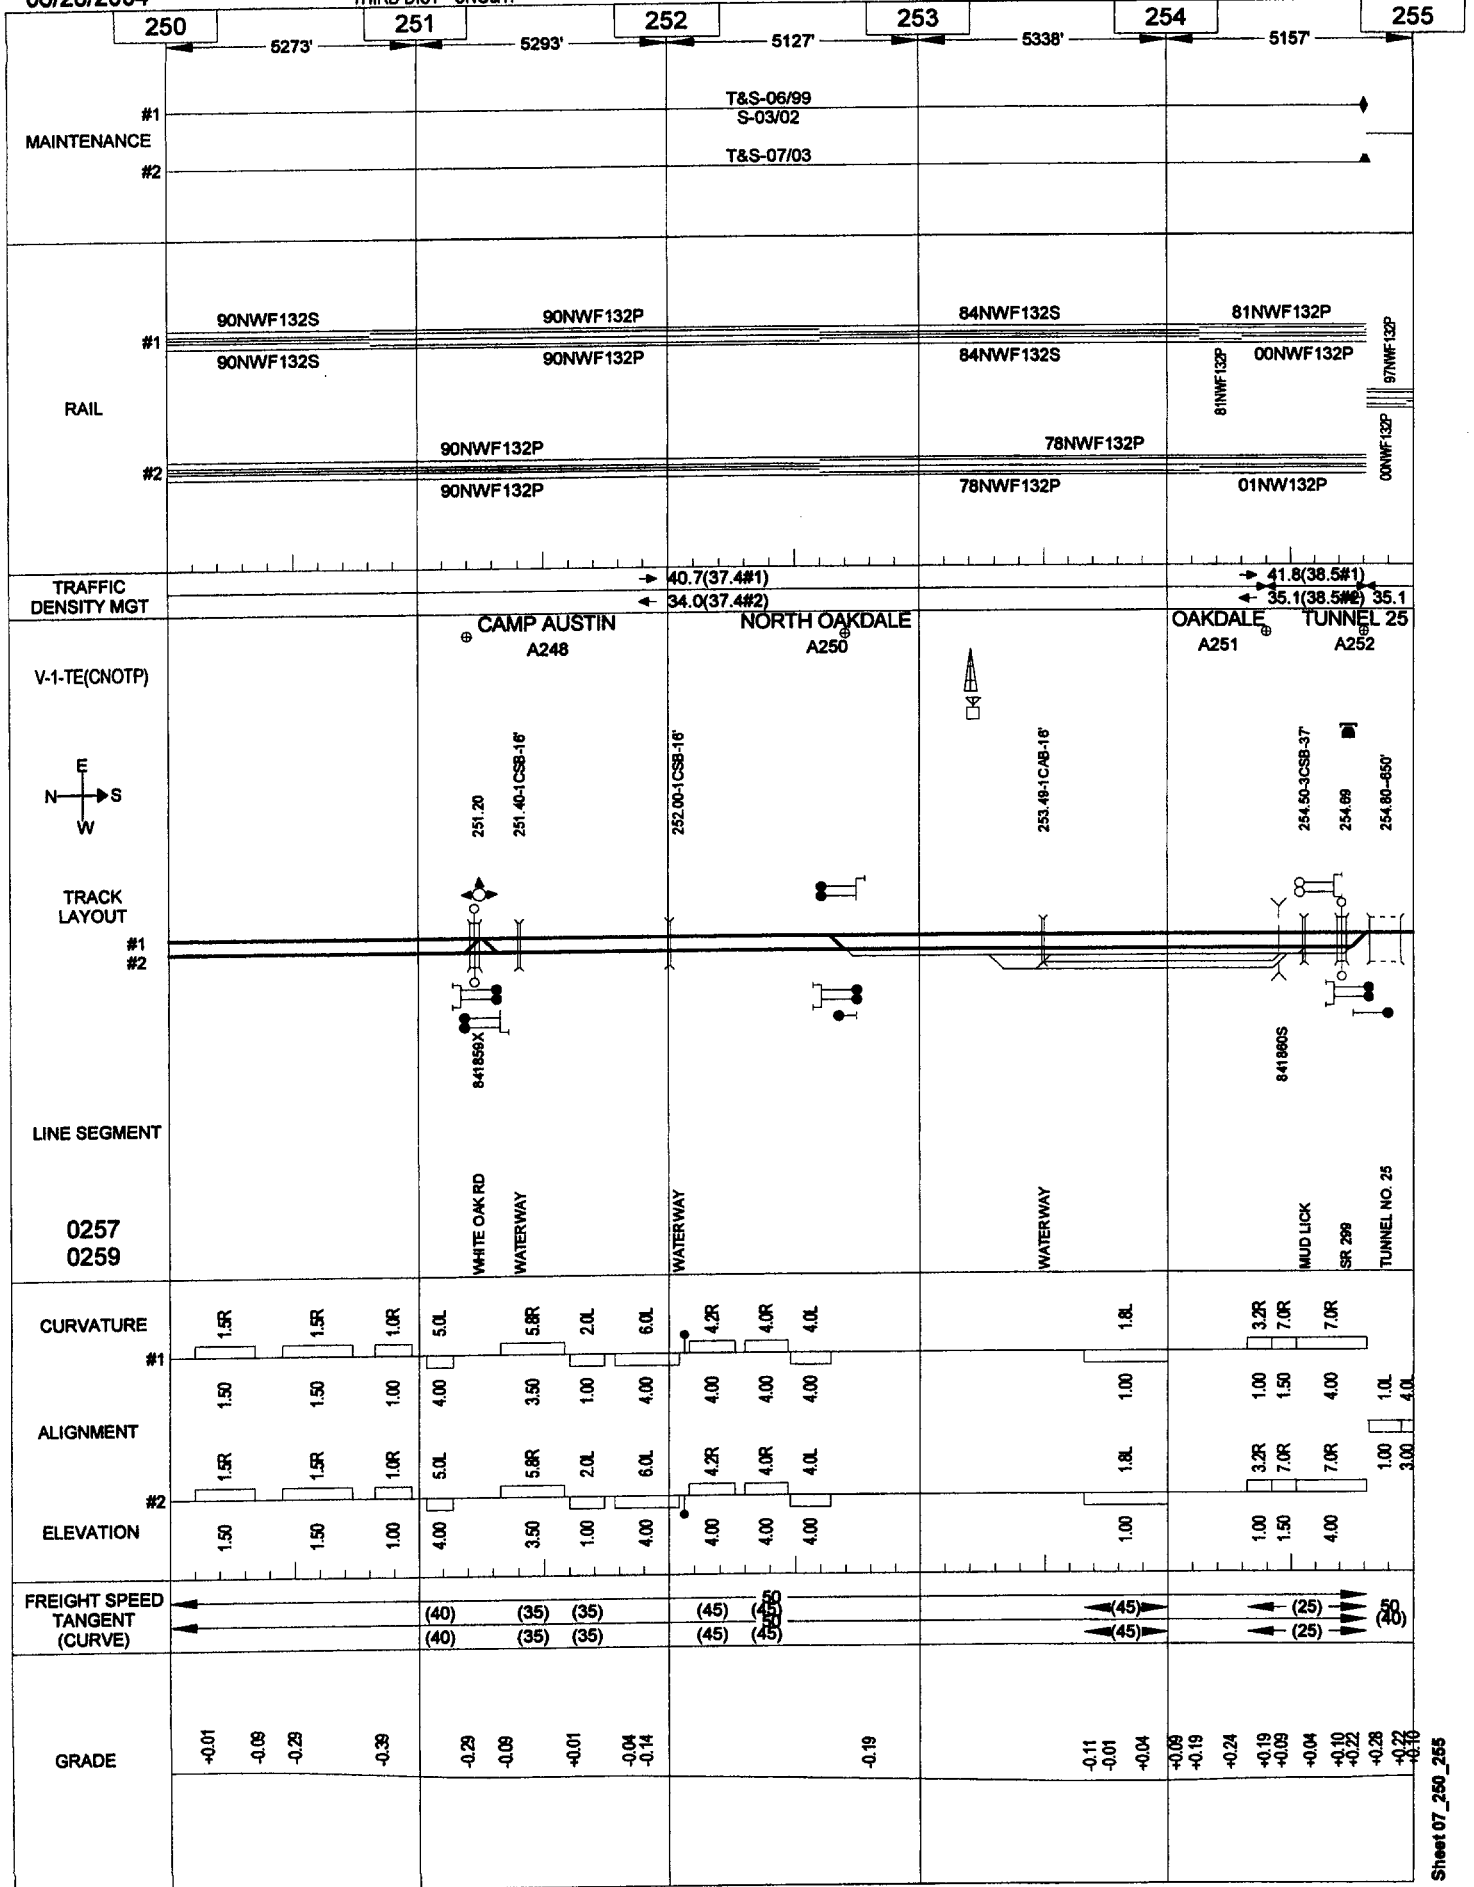 250 251 252 253 254 255
5273' 5293' 5127' 5338' 5157'
MAINTENANCE
#1
T&S-06/99
S-03/02
#2
T&S-07/03
RAIL
#1
90NWF132S 90NWF132P 84NWF132S 81NWF132P
90NWF132S 90NWF132P 84NWF132S 00NWF132P
81NWF132P
97NWF132P
#2
90NWF132P 78NWF132P
90NWF132P 78NWF132P 01NW132P
00NWF132P
TRAFFIC
DENSITY MGT
40.7(37.4#1) 41.8(38.5#1)
34.0(37.4#2) 35.1(38.5#2) 35.1
V-1-TE(CNOTP)
CAMP AUSTIN NORTH OAKDALE OAKDALE TUNNEL 25
A248 A250 A251 A252
E
N S
W
251.20
251.40-1CSB-16'
252.00-1CSB-16'
253.49-1CAB-16'
254.50-3CSB-37'
254.69
254.80--650'
TRACK
LAYOUT
#1
#2
841859X
841860S
LINE SEGMENT
0257
0259
WHITE OAK RD
WATERWAY
WATERWAY
WATERWAY
MUD LICK
SR 299
TUNNEL NO. 25
CURVATURE
#1
1.5R 1.5R 1.0R 5.0L 5.8R 2.0L 6.0L 4.2R 4.0R 4.0L 1.8L 3.2R 7.0R 7.0R
1.50 1.50 1.00 4.00 3.50 1.00 4.00 4.00 4.00 4.00 1.00 1.00 1.50 4.00 1.0L 4.0L
ALIGNMENT
#2
1.5R 1.5R 1.0R 5.0L 5.8R 2.0L 6.0L 4.2R 4.0R 4.0L 1.8L 3.2R 7.0R 7.0R 1.00 3.00
ELEVATION
1.50 1.50 1.00 4.00 3.50 1.00 4.00 4.00 4.00 4.00 1.00 1.00 1.50 4.00
FREIGHT SPEED
TANGENT
(CURVE)
50
(40) (35) (35) (45) (45) (45) (25) 50
50
(40)
(40) (35) (35) (45) (45) (45) (25)
GRADE
+0.01 -0.09 -0.29 -0.39 -0.29 -0.09 +0.01 -0.04 -0.14 -0.19 -0.11 -0.01 +0.04 +0.09 +0.19 +0.24 +0.19 +0.09 +0.04 +0.10 +0.22 +0.28 +0.22 +0.10
Sheet 07_250_255